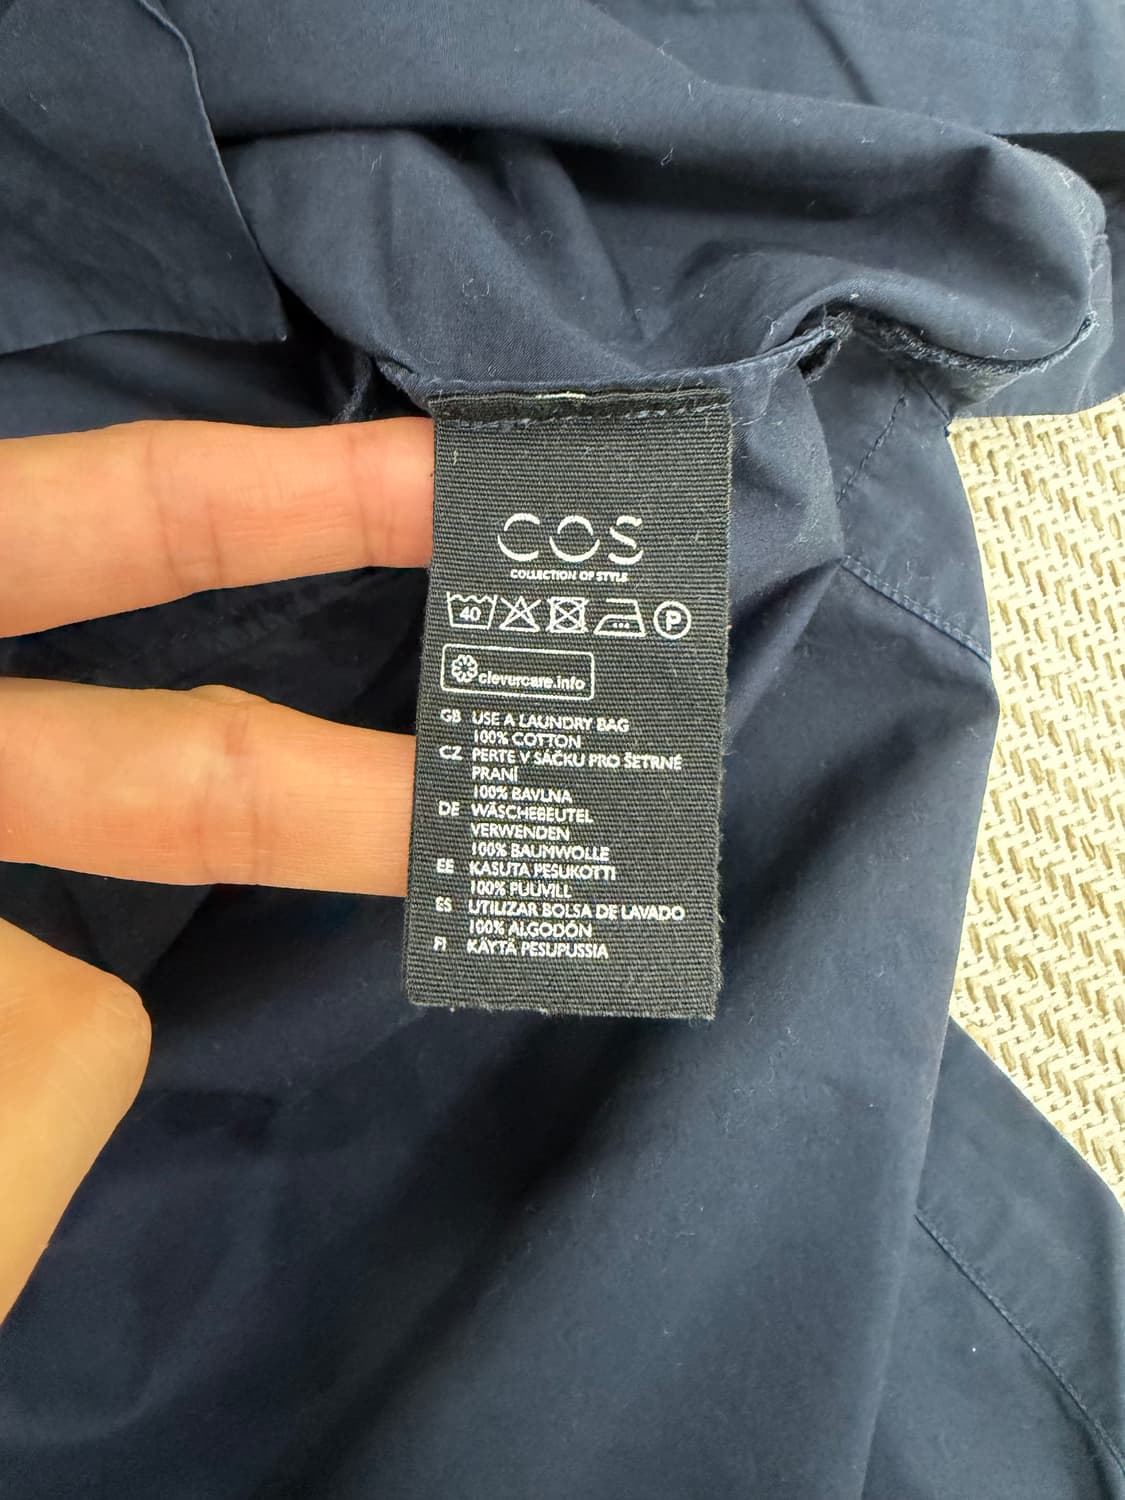 COS
COLLECTION OF STYLE
40
P
clevercare.info
GB USE A LAUNDRY BAG
100% COTTON
CZ PERTE V SÁČKU PRO ŠETRNÉ
PRANÍ
100% BAVLNA
DE WÄSCHEBEUTEL
VERWENDEN
100% BAUMWOLLE
EE KASUTA PESUKOTTI
100% PUUVILL
ES UTILIZAR BOLSA DE LAVADO
100% ALGODÓN
FI KÄYTÄ PESUPUSSIA